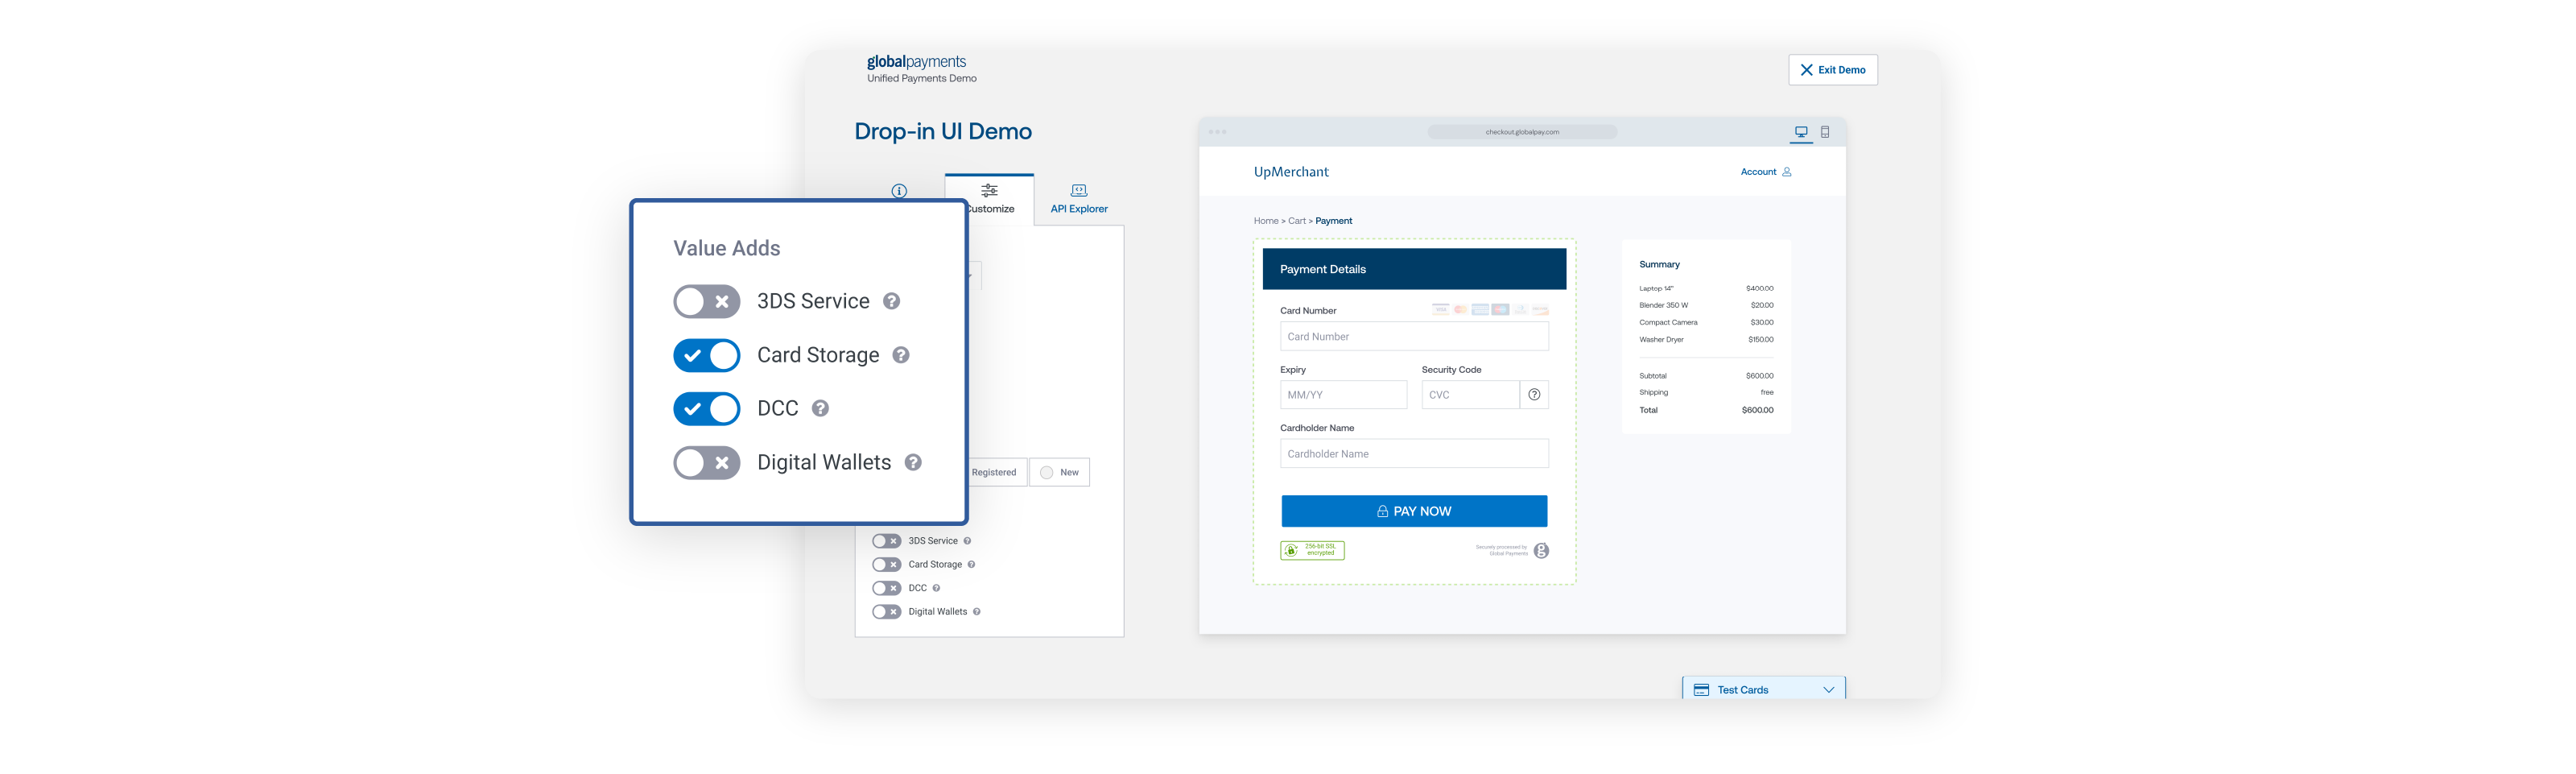 globalpayments
Unified Payments Demo
Exit Demo
Drop-in UI Demo
Customize
API Explorer
Value Adds
3DS Service
Card Storage
DCC
Digital Wallets
Registered
New
3DS Service
Card Storage
DCC
Digital Wallets
checkout.globalpay.com
UpMerchant
Account
Home > Cart > Payment
Payment Details
Card Number
Card Number
Expiry
Security Code
MM/YY
CVC
Cardholder Name
Cardholder Name
PAY NOW
256-bit SSL
encrypted
Securely processed by
Global Payments
Summary
Laptop 14" $400.00
Blender 350 W $20.00
Compact Camera $30.00
Washer Dryer $150.00
Subtotal $600.00
Shipping free
Total $600.00
Test Cards